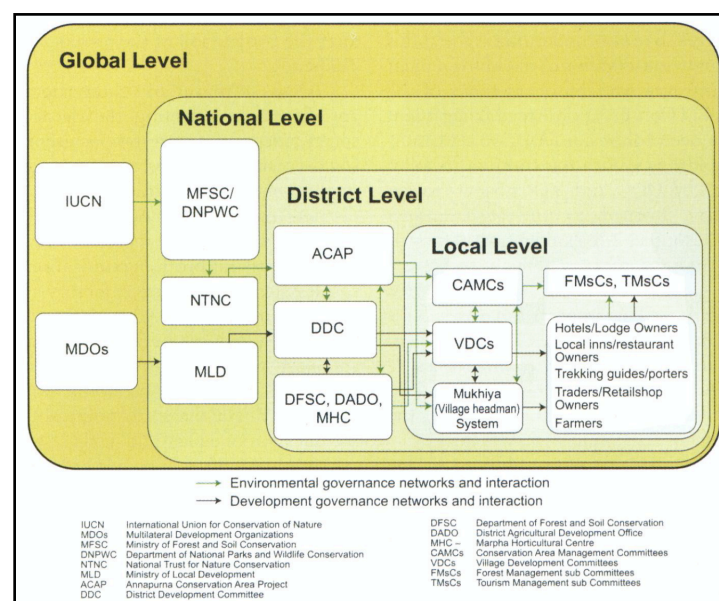 Global Level
National Level
District Level
Local Level
IUCN
MFSC/
DNPWC
NTNC
MDOs
MLD
ACAP
DDC
DFSC, DADO,
MHC
CAMCs
VDCs
Mukhiya
(Village headman)
System
FMsCs, TMsCs
Hotels/Lodge Owners
Local inns/restaurant
Owners
Trekking guides/porters
Traders/Retailshop
Owners
Farmers
Environmental governance networks and interaction
Development governance networks and interaction
IUCN International Union for Conservation of Nature
MDOs Multilateral Development Organizations
MFSC Ministry of Forest and Soil Conservation
DNPWC Department of National Parks and Wildlife Conservation
NTNC National Trust for Nature Conservation
MLD Ministry of Local Development
ACAP Annapurna Conservation Area Project
DDC District Development Committee
DFSC Department of Forest and Soil Conservation
DADO District Agricultural Development Office
MHC – Marpha Horticultural Centre
CAMCs Conservation Area Management Committees
VDCs Village Development Committees
FMsCs Forest Management sub Committees
TMsCs Tourism Management sub Committees